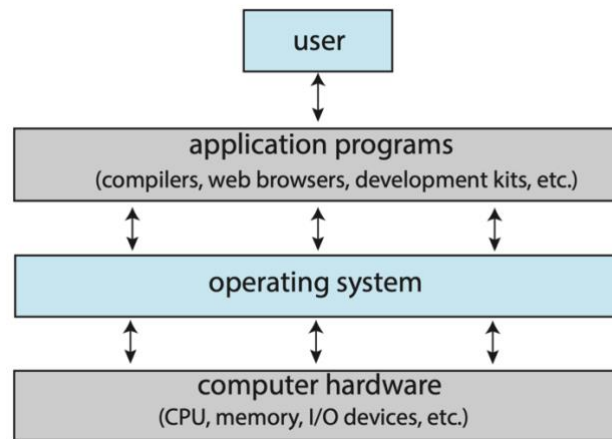 user
application programs
(compilers, web browsers, development kits, etc.)
operating system
computer hardware
(CPU, memory, I/O devices, etc.)